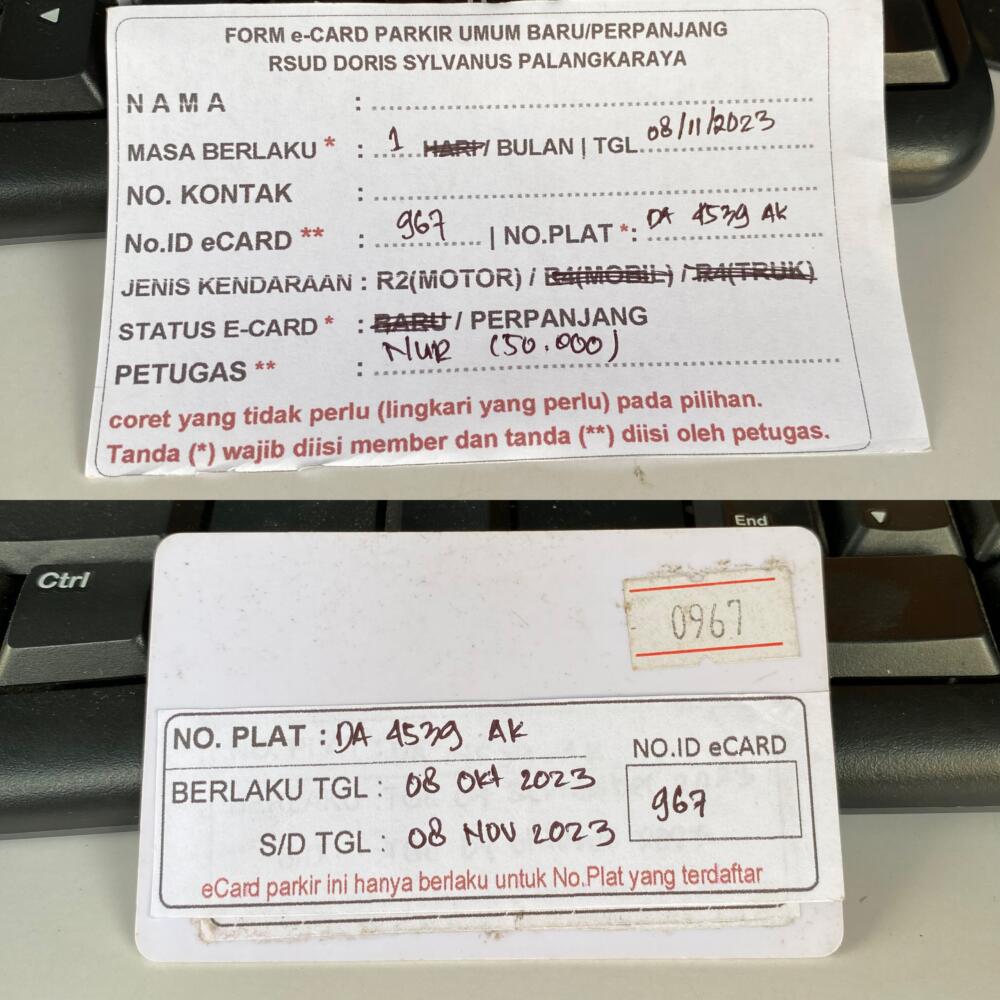 FORM e-CARD PARKIR UMUM BARU/PERPANJANG
RSUD DORIS SYLVANUS PALANGKARAYA
NAMA :
MASA BERLAKU * : 1 HARI / BULAN | TGL 08/11/2023
NO. KONTAK :
No.ID eCARD ** : 967 | NO.PLAT * : DA 4539 AK
JENIS KENDARAAN : R2(MOTOR) / R4(MOBIL) / R4(TRUK)
STATUS E-CARD * : BARU / PERPANJANG
PETUGAS ** : NUR (50.000)
coret yang tidak perlu (lingkari yang perlu) pada pilihan.
Tanda (*) wajib diisi member dan tanda (**) diisi oleh petugas.
End
Ctrl
0967
NO. PLAT : DA 4539 AK
NO.ID eCARD
BERLAKU TGL : 08 OKT 2023
967
S/D TGL : 08 NOV 2023
eCard parkir ini hanya berlaku untuk No.Plat yang terdaftar